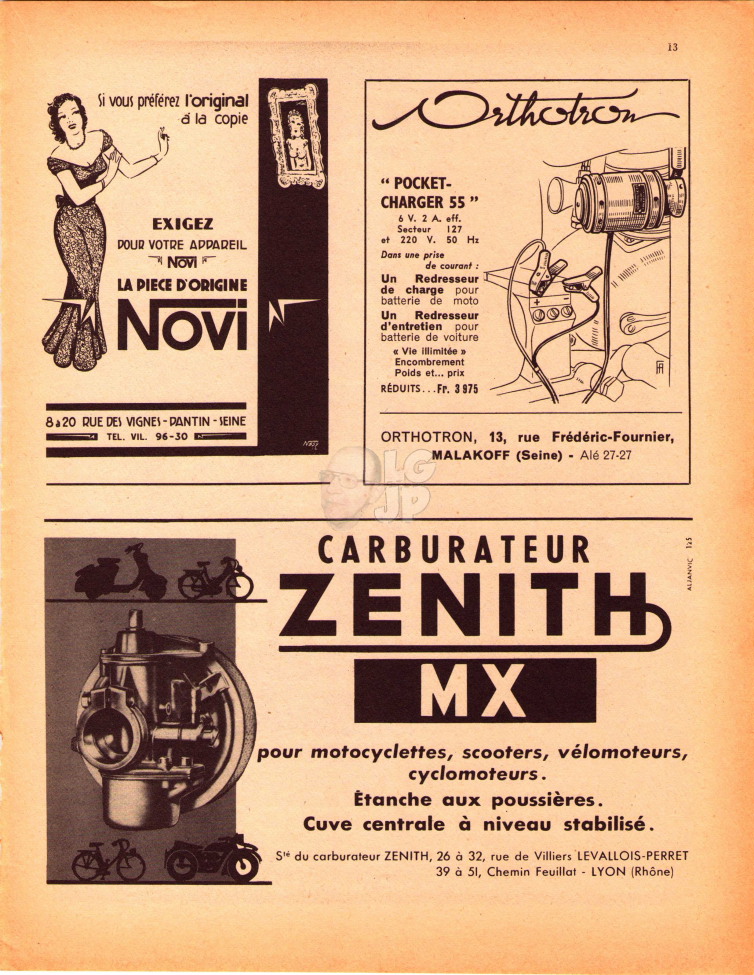 13
Si vous préférez l'original
à la copie
EXIGEZ
POUR VOTRE APPAREIL
NOVI
LA PIECE D'ORIGINE
NOVI
8 à 20 RUE DES VIGNES - PANTIN - SEINE
TEL. VIL. 96-30
Orthotron
" POCKET-
CHARGER 55 "
6 V. 2 A. eff.
Secteur 127
et 220 V. 50 Hz
Dans une prise
de courant :
Un Redresseur
de charge pour
batterie de moto
Un Redresseur
d'entretien pour
batterie de voiture
« Vie illimitée »
Encombrement
Poids et... prix
RÉDUITS...Fr. 3 975
ORTHOTRON, 13, rue Frédéric-Fournier,
MALAKOFF (Seine) - Alé 27-27
LG
JP
CARBURATEUR
ZENITH
MX
ALJANVIC 125
pour motocyclettes, scooters, vélomoteurs,
cyclomoteurs.
Étanche aux poussières.
Cuve centrale à niveau stabilisé.
Sté du carburateur ZENITH, 26 à 32, rue de Villiers LEVALLOIS-PERRET
39 à 51, Chemin Feuillat - LYON (Rhône)